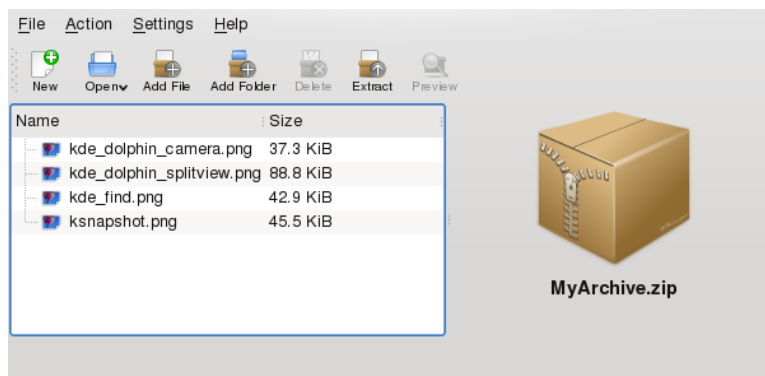 File Action Settings Help
New Open Add File Add Folder Delete Extract Preview
Name Size
kde_dolphin_camera.png 37.3 KiB
kde_dolphin_splitview.png 88.8 KiB
kde_find.png 42.9 KiB
ksnapshot.png 45.5 KiB
MyArchive.zip